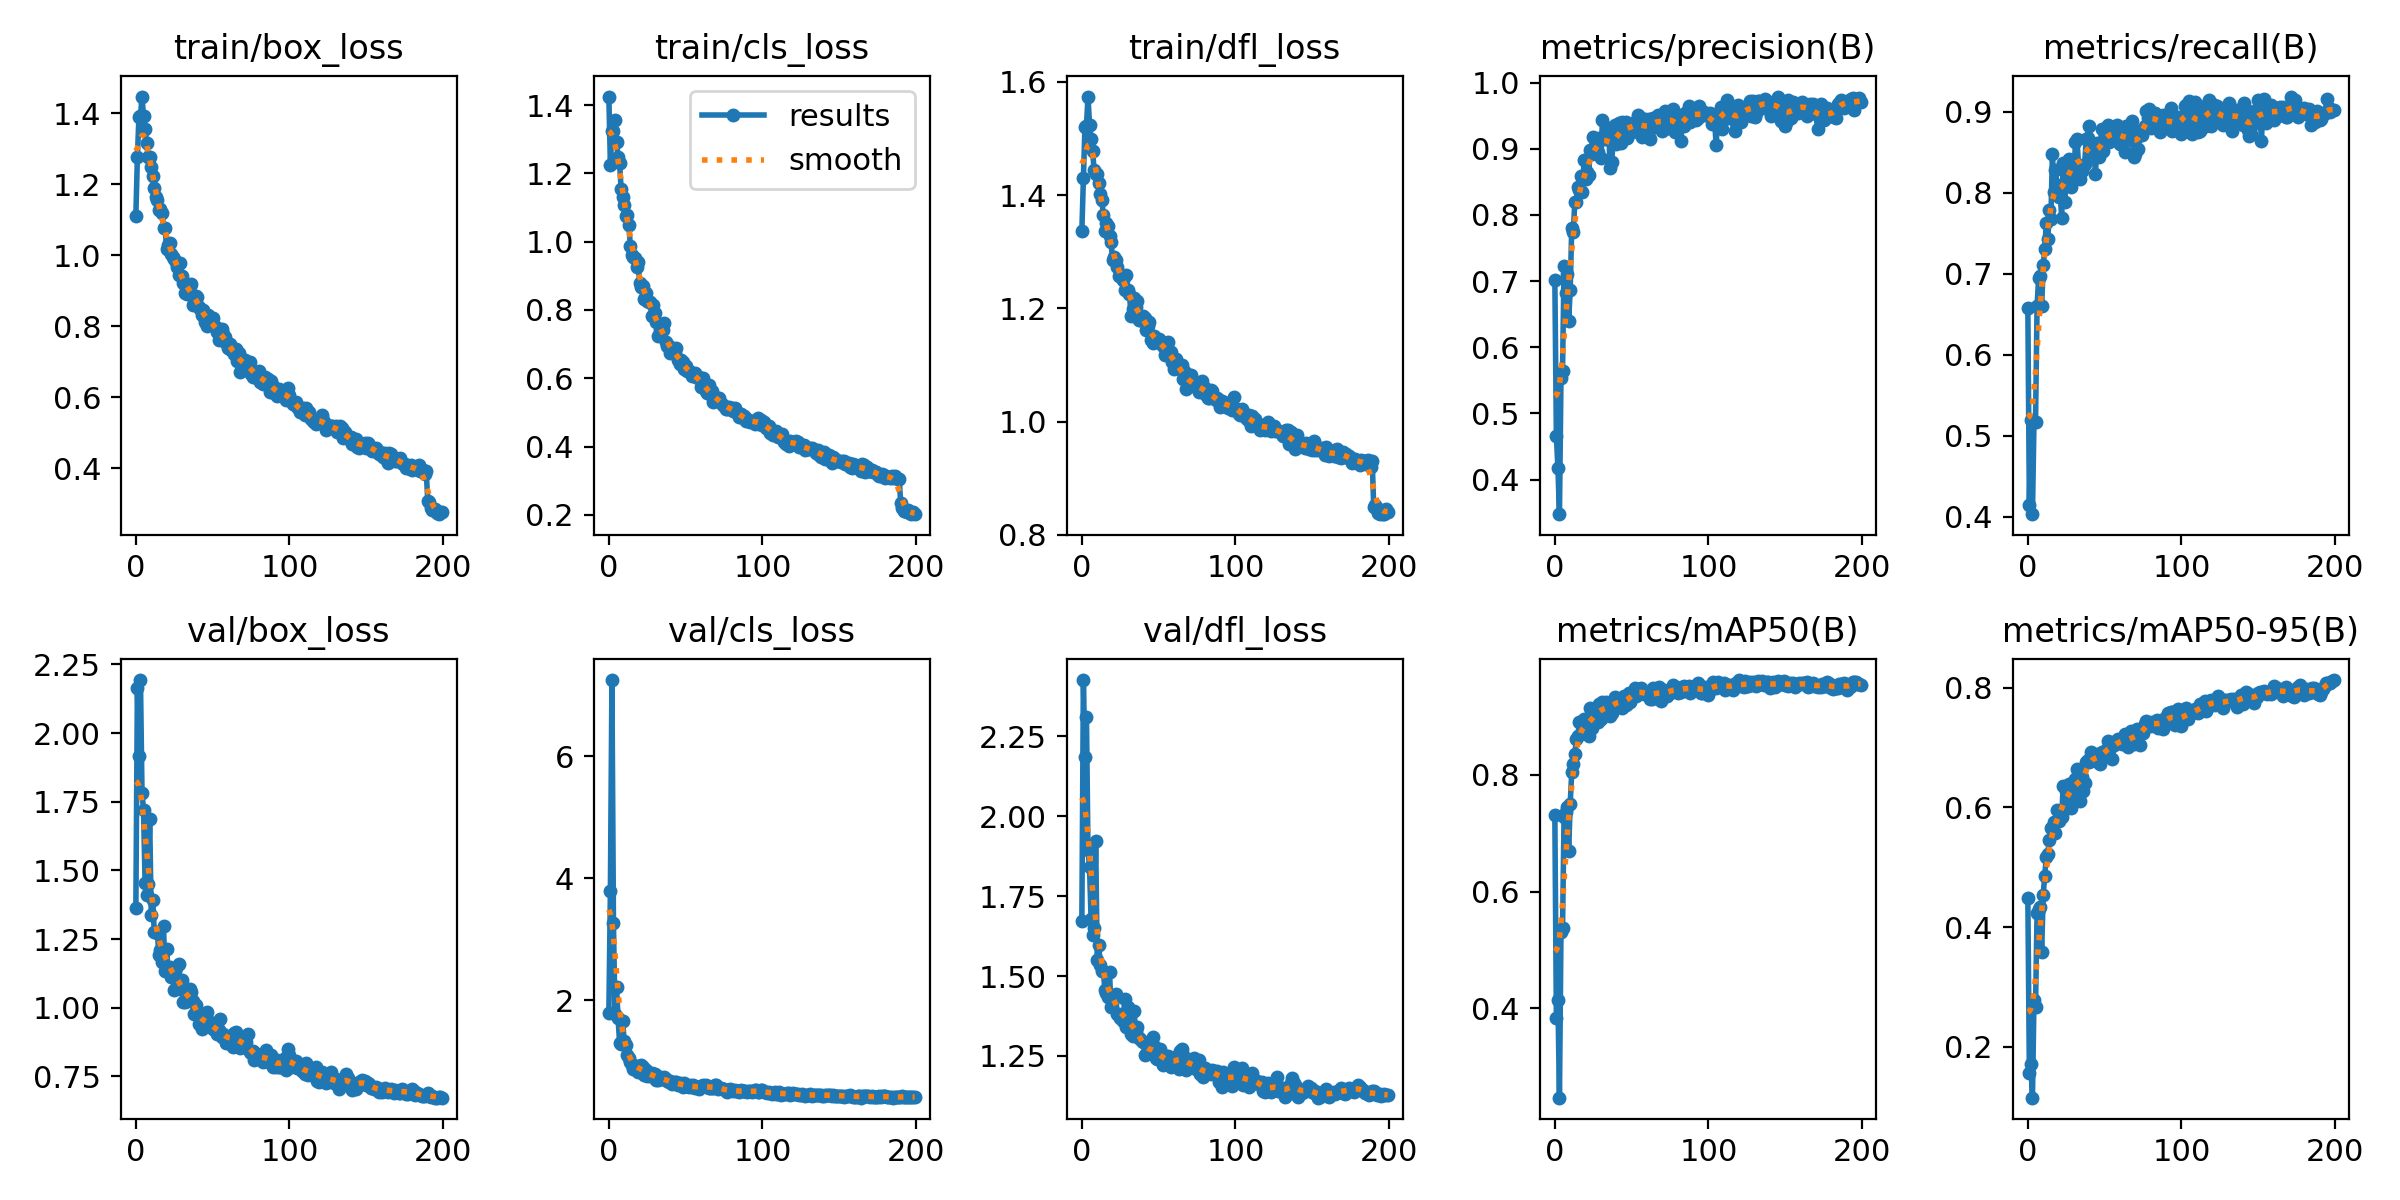 train/box_loss
1.4
1.2
1.0
0.8
0.6
0.4
0 100 200
train/cls_loss
results
smooth
1.4
1.2
1.0
0.8
0.6
0.4
0.2
0 100 200
train/dfl_loss
1.6
1.4
1.2
1.0
0.8
0 100 200
metrics/precision(B)
1.0
0.9
0.8
0.7
0.6
0.5
0.4
0 100 200
metrics/recall(B)
0.9
0.8
0.7
0.6
0.5
0.4
0 100 200
val/box_loss
2.25
2.00
1.75
1.50
1.25
1.00
0.75
0 100 200
val/cls_loss
6
4
2
0 100 200
val/dfl_loss
2.25
2.00
1.75
1.50
1.25
0 100 200
metrics/mAP50(B)
0.8
0.6
0.4
0 100 200
metrics/mAP50-95(B)
0.8
0.6
0.4
0.2
0 100 200